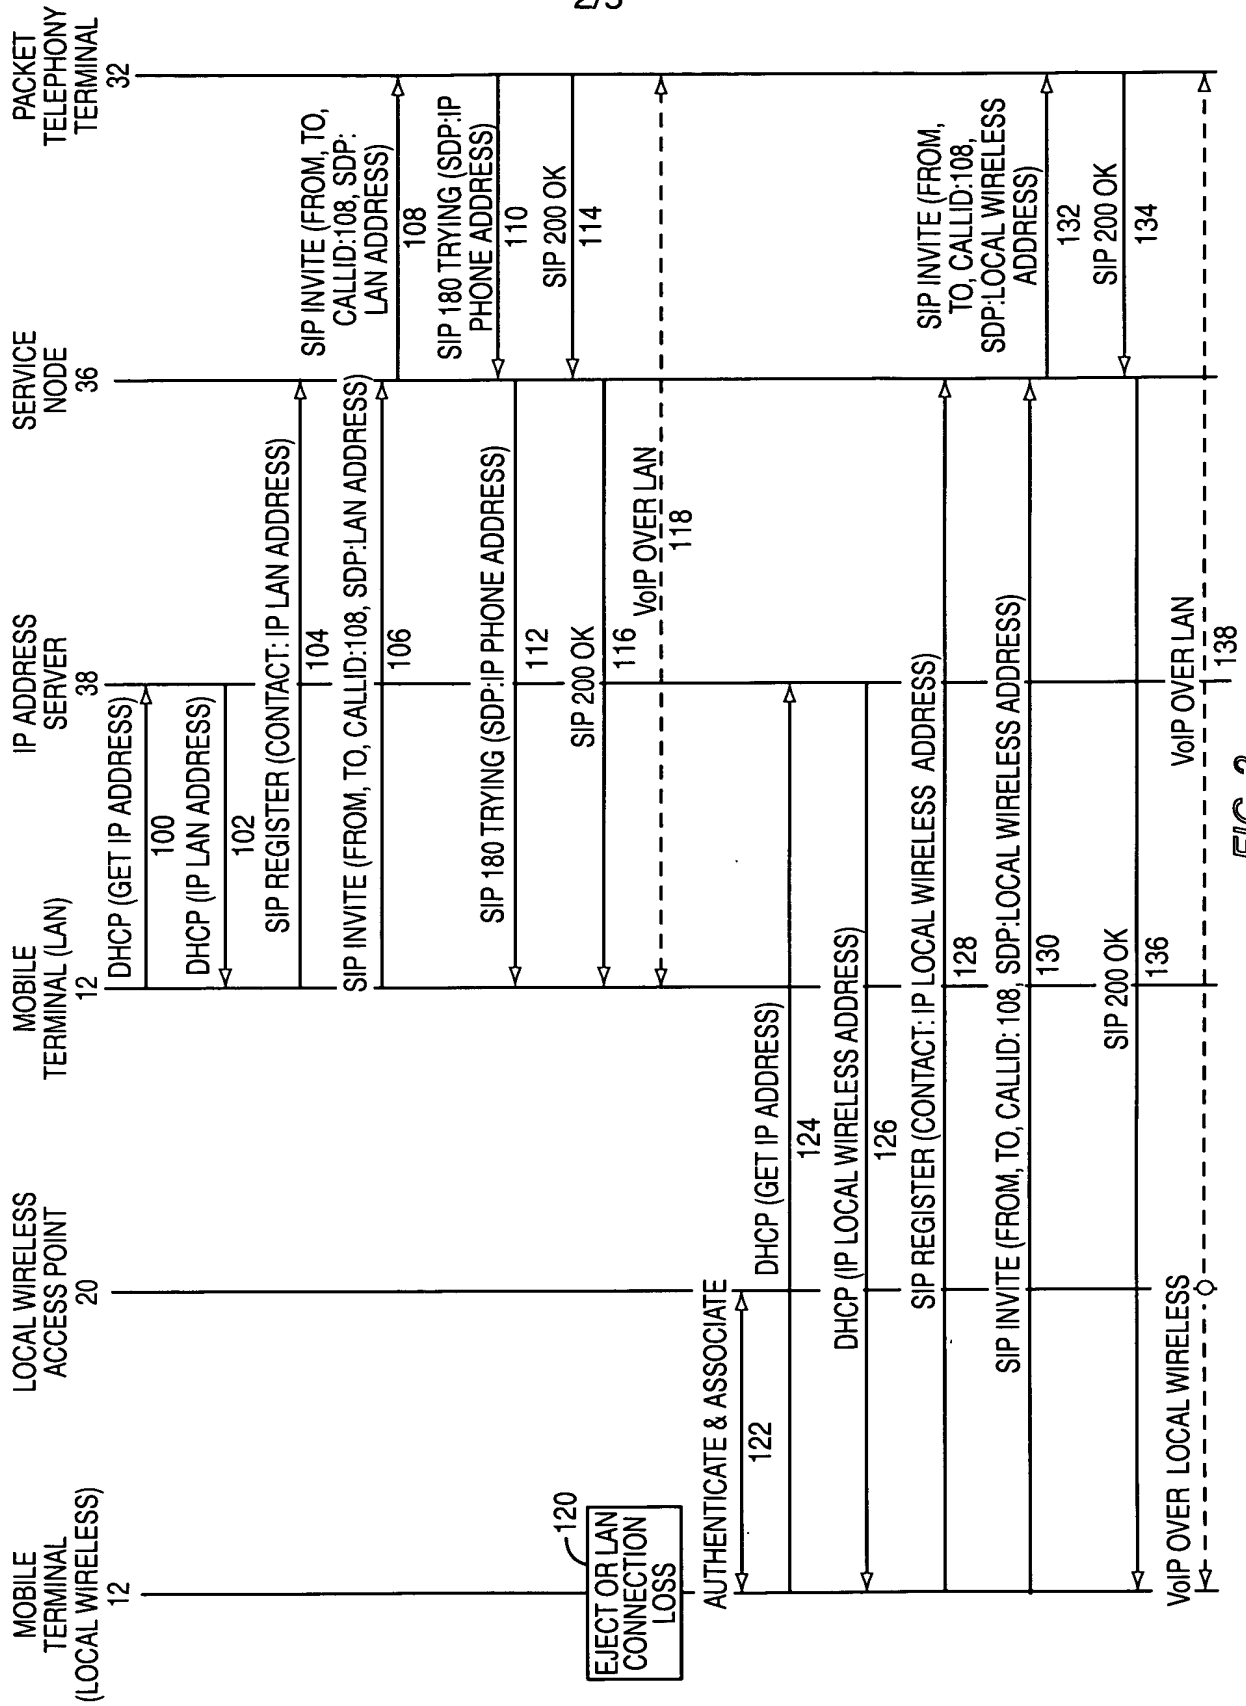 2/5
MOBILE
TERMINAL
(LOCAL WIRELESS)
12
LOCAL WIRELESS
ACCESS POINT
20
MOBILE
TERMINAL (LAN)
12
IP ADDRESS
SERVER
38
SERVICE
NODE
36
PACKET
TELEPHONY
TERMINAL
32
DHCP (GET IP ADDRESS)
100
DHCP (IP LAN ADDRESS)
102
SIP REGISTER (CONTACT: IP LAN ADDRESS)
104
SIP INVITE (FROM, TO, CALLID:108, SDP:LAN ADDRESS)
106
SIP INVITE (FROM, TO,
CALLID:108, SDP:
LAN ADDRESS)
108
SIP 180 TRYING (SDP:IP
PHONE ADDRESS)
110
SIP 180 TRYING (SDP:IP PHONE ADDRESS)
112
SIP 200 OK
114
SIP 200 OK
116
VoIP OVER LAN
118
EJECT OR LAN
CONNECTION
LOSS
120
AUTHENTICATE & ASSOCIATE
122
DHCP (GET IP ADDRESS)
124
DHCP (IP LOCAL WIRELESS ADDRESS)
126
SIP REGISTER (CONTACT: IP LOCAL WIRELESS ADDRESS)
128
SIP INVITE (FROM, TO, CALLID: 108, SDP:LOCAL WIRELESS ADDRESS)
130
SIP INVITE (FROM,
TO, CALLID:108,
SDP:LOCAL WIRELESS
ADDRESS)
132
SIP 200 OK
134
SIP 200 OK
136
VoIP OVER LOCAL WIRELESS
VoIP OVER LAN
138